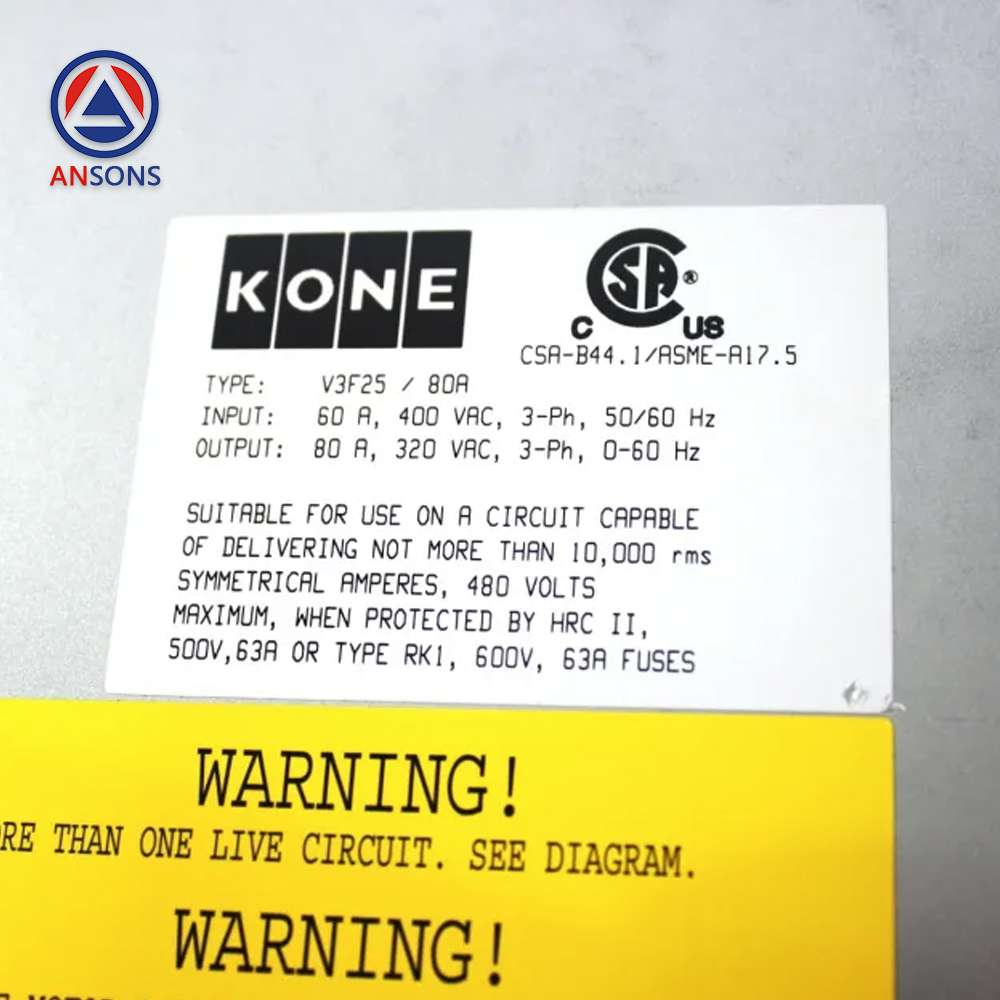 ANSONS
KONE
CSA®
C US
CSA-B44.1/ASME-A17.5
TYPE: V3F25 / 80A
INPUT: 60 A, 400 VAC, 3-Ph, 50/60 Hz
OUTPUT: 80 A, 320 VAC, 3-Ph, 0-60 Hz
SUITABLE FOR USE ON A CIRCUIT CAPABLE
OF DELIVERING NOT MORE THAN 10,000 rms
SYMMETRICAL AMPERES, 480 VOLTS
MAXIMUM, WHEN PROTECTED BY HRC II,
500V,63A OR TYPE RK1, 600V, 63A FUSES
WARNING!
RE THAN ONE LIVE CIRCUIT. SEE DIAGRAM.
WARNING!